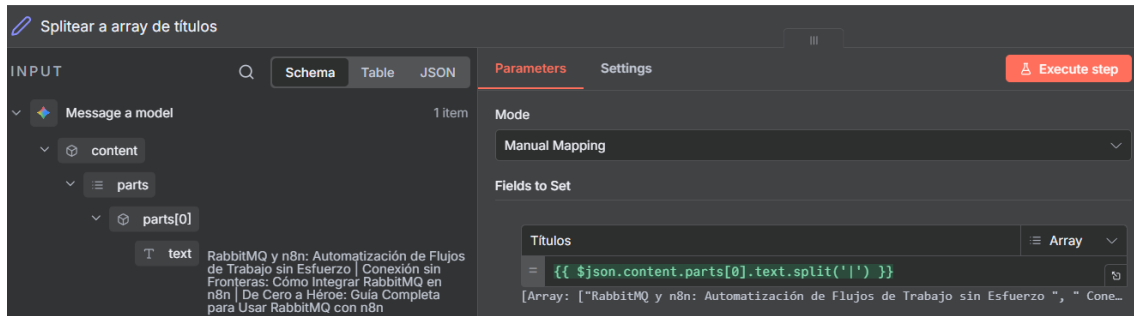 Splitear a array de títulos
INPUT
Schema Table JSON
Message a model 1 item
content
parts
parts[0]
T text
RabbitMQ y n8n: Automatización de Flujos
de Trabajo sin Esfuerzo | Conexión sin
Fronteras: Cómo Integrar RabbitMQ en
n8n | De Cero a Héroe: Guía Completa
para Usar RabbitMQ con n8n
Parameters Settings
Execute step
Mode
Manual Mapping
Fields to Set
Títulos
Array
= {{ $json.content.parts[0].text.split('|') }}
[Array: ["RabbitMQ y n8n: Automatización de Flujos de Trabajo sin Esfuerzo ", " Cone…